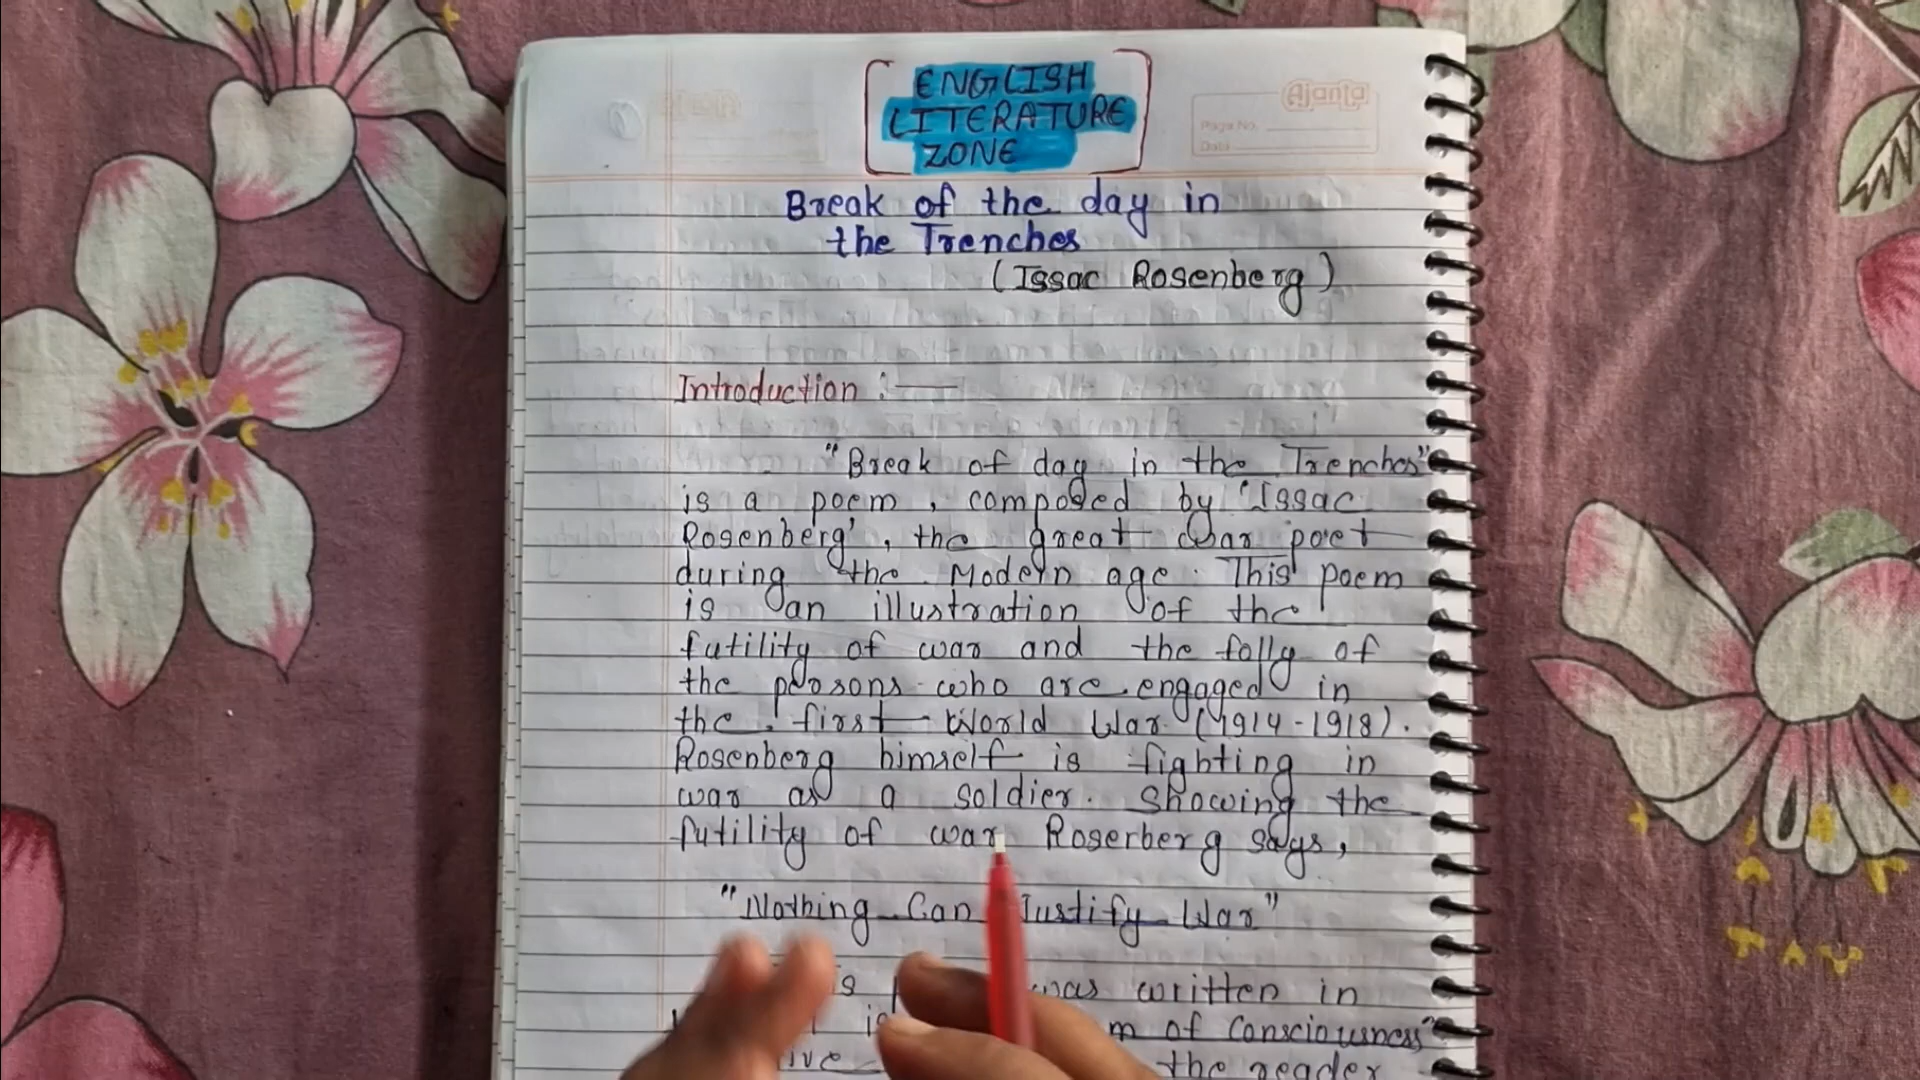 ENGLISH
LITERATURE
ZONE
Ajanta
Page No.
Date
Break of the day in
the Trenches
(Issac Rosenberg)
Introduction :—
"Break of day in the Trenches"
is a poem, composed by 'Issac
Rosenberg', the great War poet
during the Modern age. This poem
is an illustration of the
futility of war and the folly of
the persons who are engaged in
the first World War (1914-1918).
Rosenberg himself is fighting in
war as a soldier. Showing the
futility of war Roserberg says,
"Nothing Can Justify War"
was written in
of Consciousness"
the reader